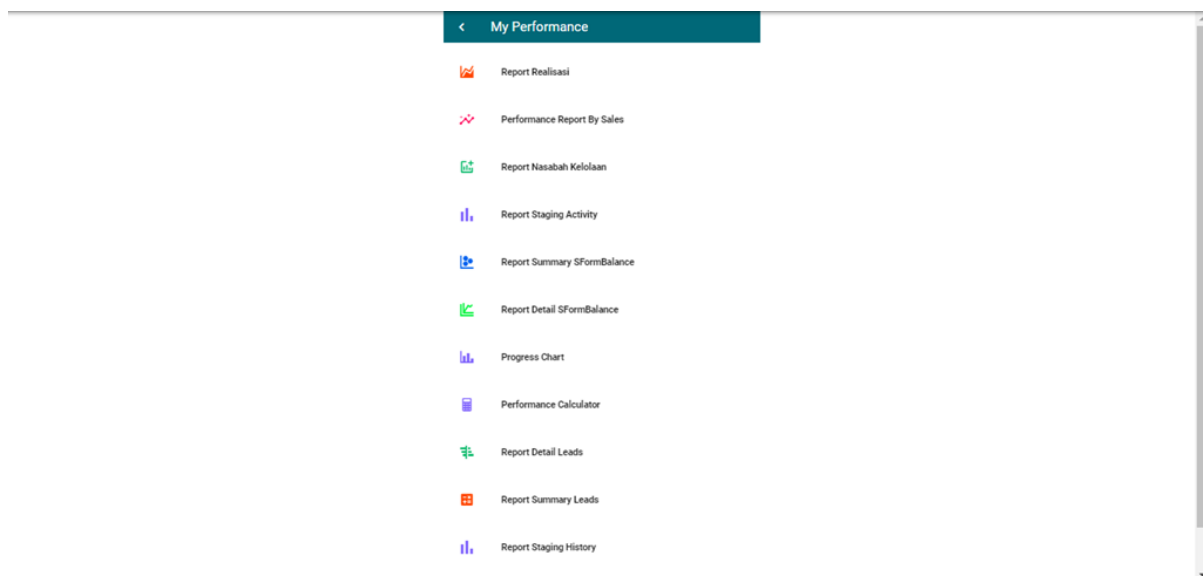 My Performance
Report Realisasi
Performance Report By Sales
Report Nasabah Kelolaan
Report Staging Activity
Report Summary SFormBalance
Report Detail SFormBalance
Progress Chart
Performance Calculator
Report Detail Leads
Report Summary Leads
Report Staging History